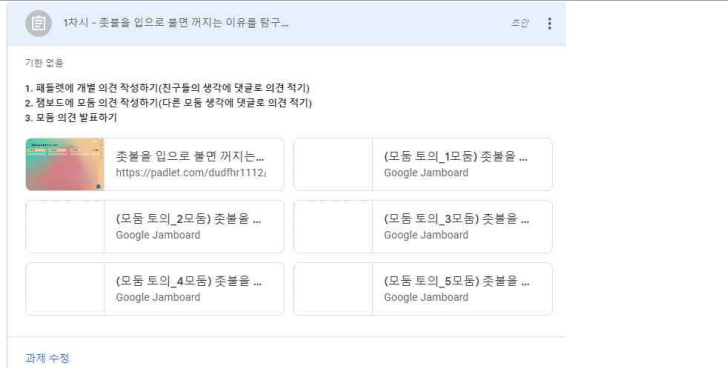 1차시 - 촛불을 입으로 불면 꺼지는 이유를 탐구...
초안
기한 없음
1. 패들렛에 개별 의견 작성하기(친구들의 생각에 댓글로 의견 적기)
2. 잼보드에 모둠 의견 작성하기(다른 모둠 생각에 댓글로 의견 적기)
3. 모둠 의견 발표하기
촛불을 입으로 불면 꺼지는...
https://padlet.com/dudfhr1112/
(모둠 토의_1모둠) 촛불을 ...
Google Jamboard
(모둠 토의_2모둠) 촛불을 ...
Google Jamboard
(모둠 토의_3모둠) 촛불을 ...
Google Jamboard
(모둠 토의_4모둠) 촛불을 ...
Google Jamboard
(모둠 토의_5모둠) 촛불을 ...
Google Jamboard
과제 수정